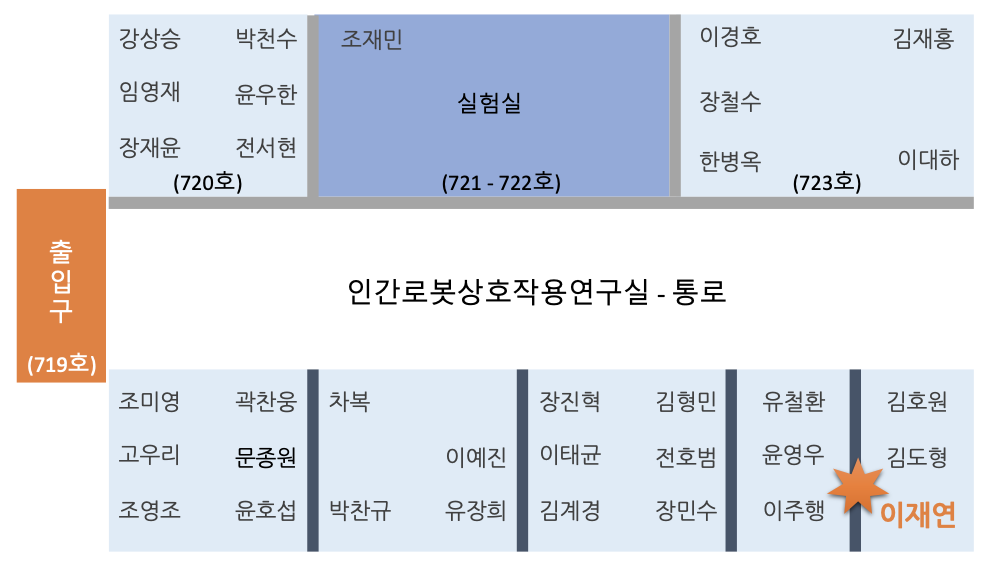 강상승 박천수
임영재 윤우한
장재윤 전서현
(720호)
조재민
실험실
(721 - 722호)
이경호 김재홍
장철수
한병옥 이대하
(723호)
출
입
구
(719호)
인간로봇상호작용연구실 - 통로
조미영 곽찬웅
고우리 문종원
조영조 윤호섭
차복
이예진
박찬규 유장희
장진혁 김형민
이태균 전호범
김계경 장민수
유철환
윤영우
이주행
김호원
김도형
이재연